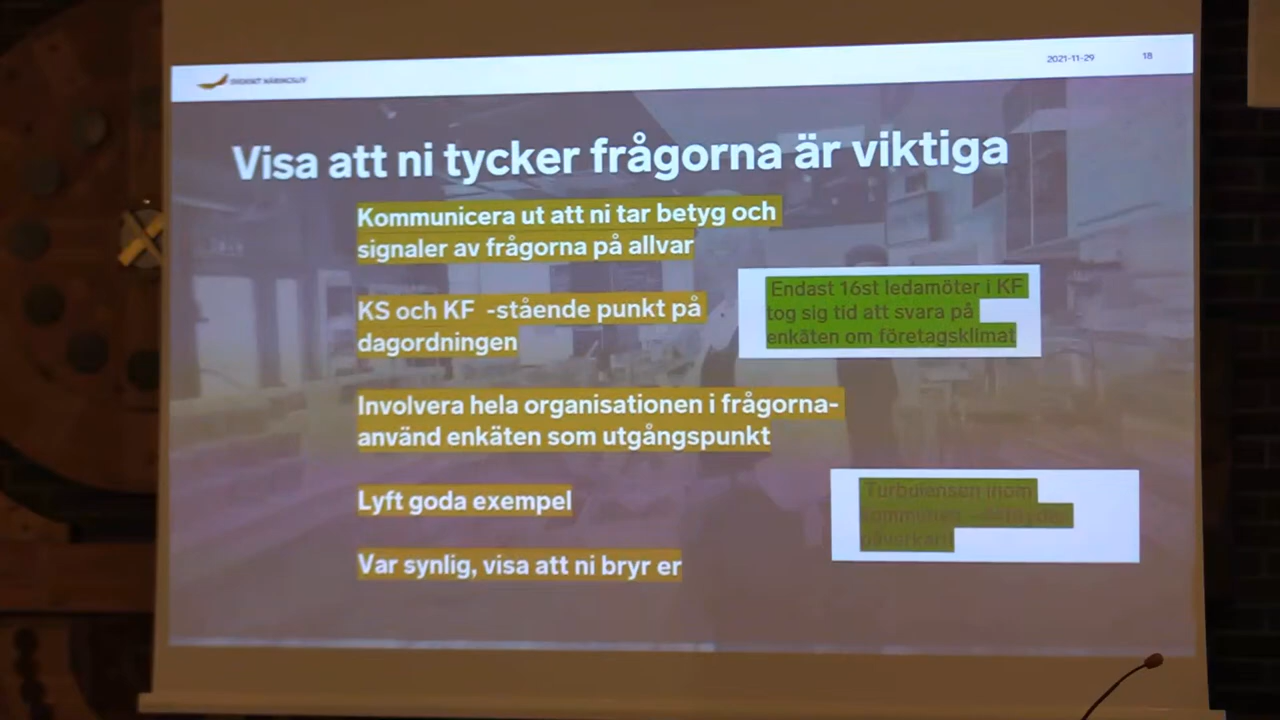 SVENSKT NÄRINGSLIV
2021-11-29
18
Visa att ni tycker frågorna är viktiga
Kommunicera ut att ni tar betyg och
signaler av frågorna på allvar
KS och KF -stående punkt på
dagordningen
Endast 16st ledamöter i KF
tog sig tid att svara på
enkäten om företagsklimat
Involvera hela organisationen i frågorna-
använd enkäten som utgångspunkt
Lyft goda exempel
Turbulensen inom
kommunen
påverkar!
Var synlig, visa att ni bryr er